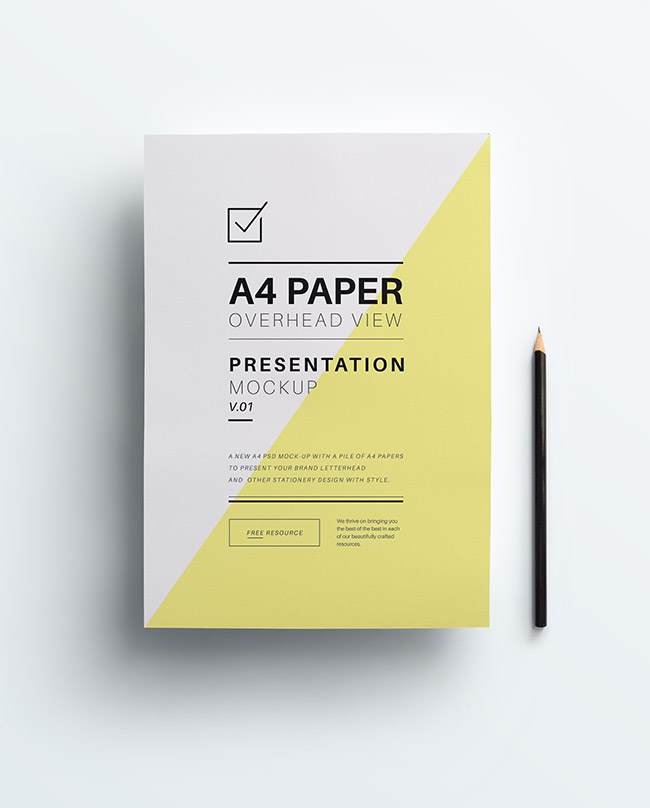 A4 PAPER
OVERHEAD VIEW
PRESENTATION
MOCKUP
V.01
A NEW A4 PSD MOCK-UP WITH A PILE OF A4 PAPERS
TO PRESENT YOUR BRAND LETTERHEAD
AND OTHER STATIONERY DESIGN WITH STYLE.
FREE RESOURCE
We thrive on bringing you
the best of the best in each
of our beautifully crafted
resources.